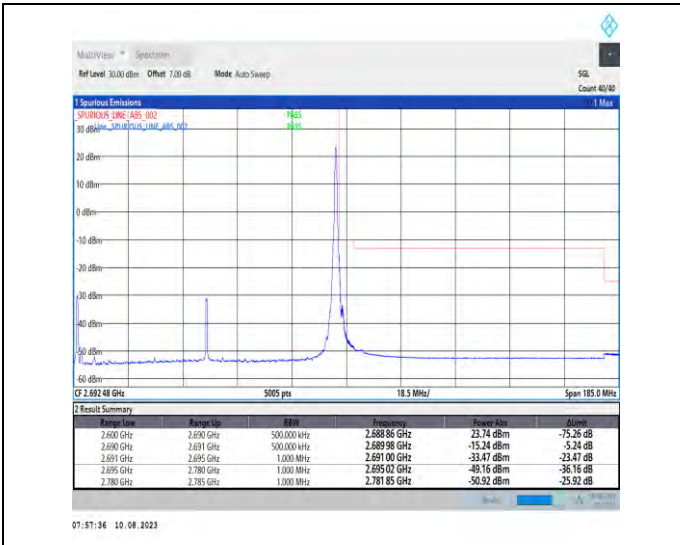 MultiView Spectrum
Ref Level 30.00 dBm Offset 7.09 dB Mode Auto Sweep SGL
Count 40/40
1 Spurious Emissions 1 Max
_SPURIOUS_LINE_ABS_002 PASS
Line _SPURIOUS_LINE_ABS_002 PASS
30 dBm
20 dBm
10 dBm
0 dBm
-10 dBm
-20 dBm
-30 dBm
-40 dBm
-50 dBm
-60 dBm
CF 2.692 48 GHz 5005 pts 18.5 MHz/ Span 185.0 MHz
2 Result Summary
Range Low Range Up RBW Frequency Power Abs ΔLimit
2.600 GHz 2.690 GHz 500.000 kHz 2.688 86 GHz 23.74 dBm -75.26 dB
2.690 GHz 2.691 GHz 500.000 kHz 2.689 98 GHz -15.24 dBm -5.24 dB
2.691 GHz 2.695 GHz 1.000 MHz 2.691 00 GHz -33.47 dBm -23.47 dB
2.695 GHz 2.780 GHz 1.000 MHz 2.695 02 GHz -49.16 dBm -36.16 dB
2.780 GHz 2.785 GHz 1.000 MHz 2.781 85 GHz -50.92 dBm -25.92 dB
07:57:36 10.08.2023